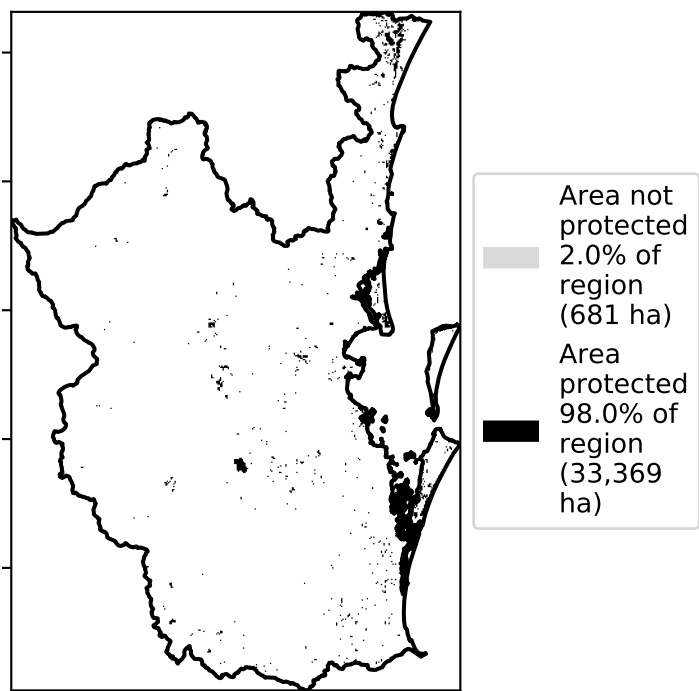 Area not
protected
2.0% of
region
(681 ha)
Area
protected
98.0% of
region
(33,369
ha)